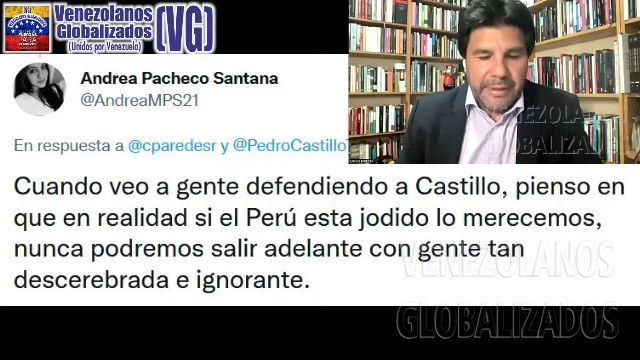 Venezolanos
Globalizados
(Unidos por Venezuela)
(VG)
Andrea Pacheco Santana
@AndreaMPS21
En respuesta a @cparedesr y @PedroCastillo
Cuando veo a gente defendiendo a Castillo, pienso en
que en realidad si el Perú esta jodido lo merecemos,
nunca podremos salir adelante con gente tan
descerebrada e ignorante.
VENEZOLANOS
GLOBALIZADOS
VENEZOLANOS
GLOBALIZADOS